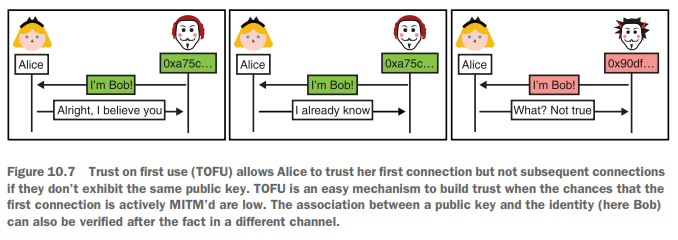 Alice
0xa75c...
I'm Bob!
Alright, I believe you
Alice
0xa75c...
I'm Bob!
I already know
Alice
0x90df...
I'm Bob!
What? Not true
Figure 10.7 Trust on first use (TOFU) allows Alice to trust her first connection but not subsequent connections
if they don't exhibit the same public key. TOFU is an easy mechanism to build trust when the chances that the
first connection is actively MITM'd are low. The association between a public key and the identity (here Bob)
can also be verified after the fact in a different channel.